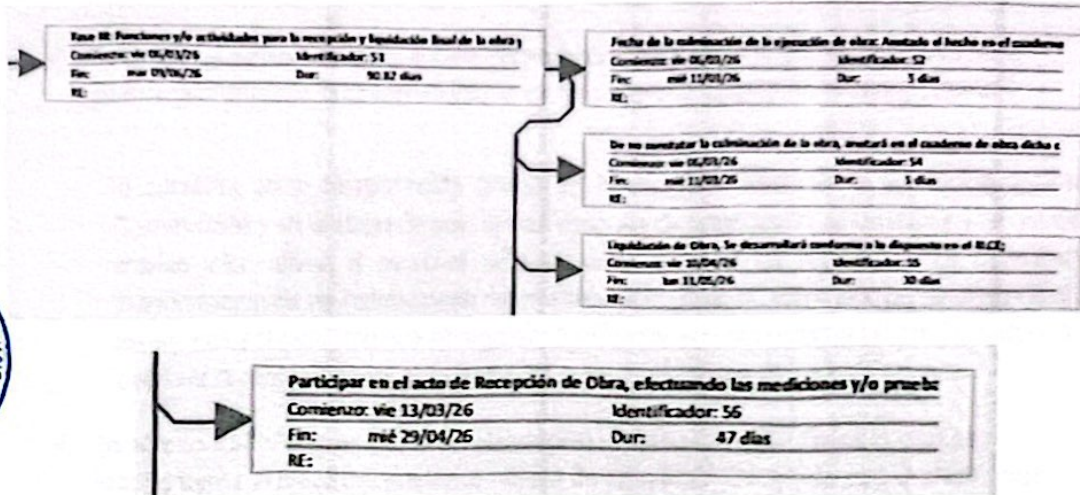 Fase III: Funciones y/o actividades para la recepción y liquidación final de la obra y
Comienzo: vie 06/03/26 Identificador: 51
Fin: mar 09/06/26 Dur: 90.82 días
RE:
Fecha de la culminación de la ejecución de obra: Anotado el hecho en el cuaderno
Comienzo: vie 06/03/26 Identificador: 52
Fin: mié 11/03/26 Dur: 5 días
RE:
De no constatar la culminación de la obra, anotará en el cuaderno de obra dicho c
Comienzo: vie 06/03/26 Identificador: 54
Fin: mié 11/03/26 Dur: 5 días
RE:
Liquidación de Obra, Se desarrollará conforme a lo dispuesto en el RLCE;
Comienzo: vie 10/04/26 Identificador: 55
Fin: lun 11/05/26 Dur: 30 días
RE:
Participar en el acto de Recepción de Obra, efectuando las mediciones y/o prueba
Comienzo: vie 13/03/26 Identificador: 56
Fin: mié 29/04/26 Dur: 47 días
RE: